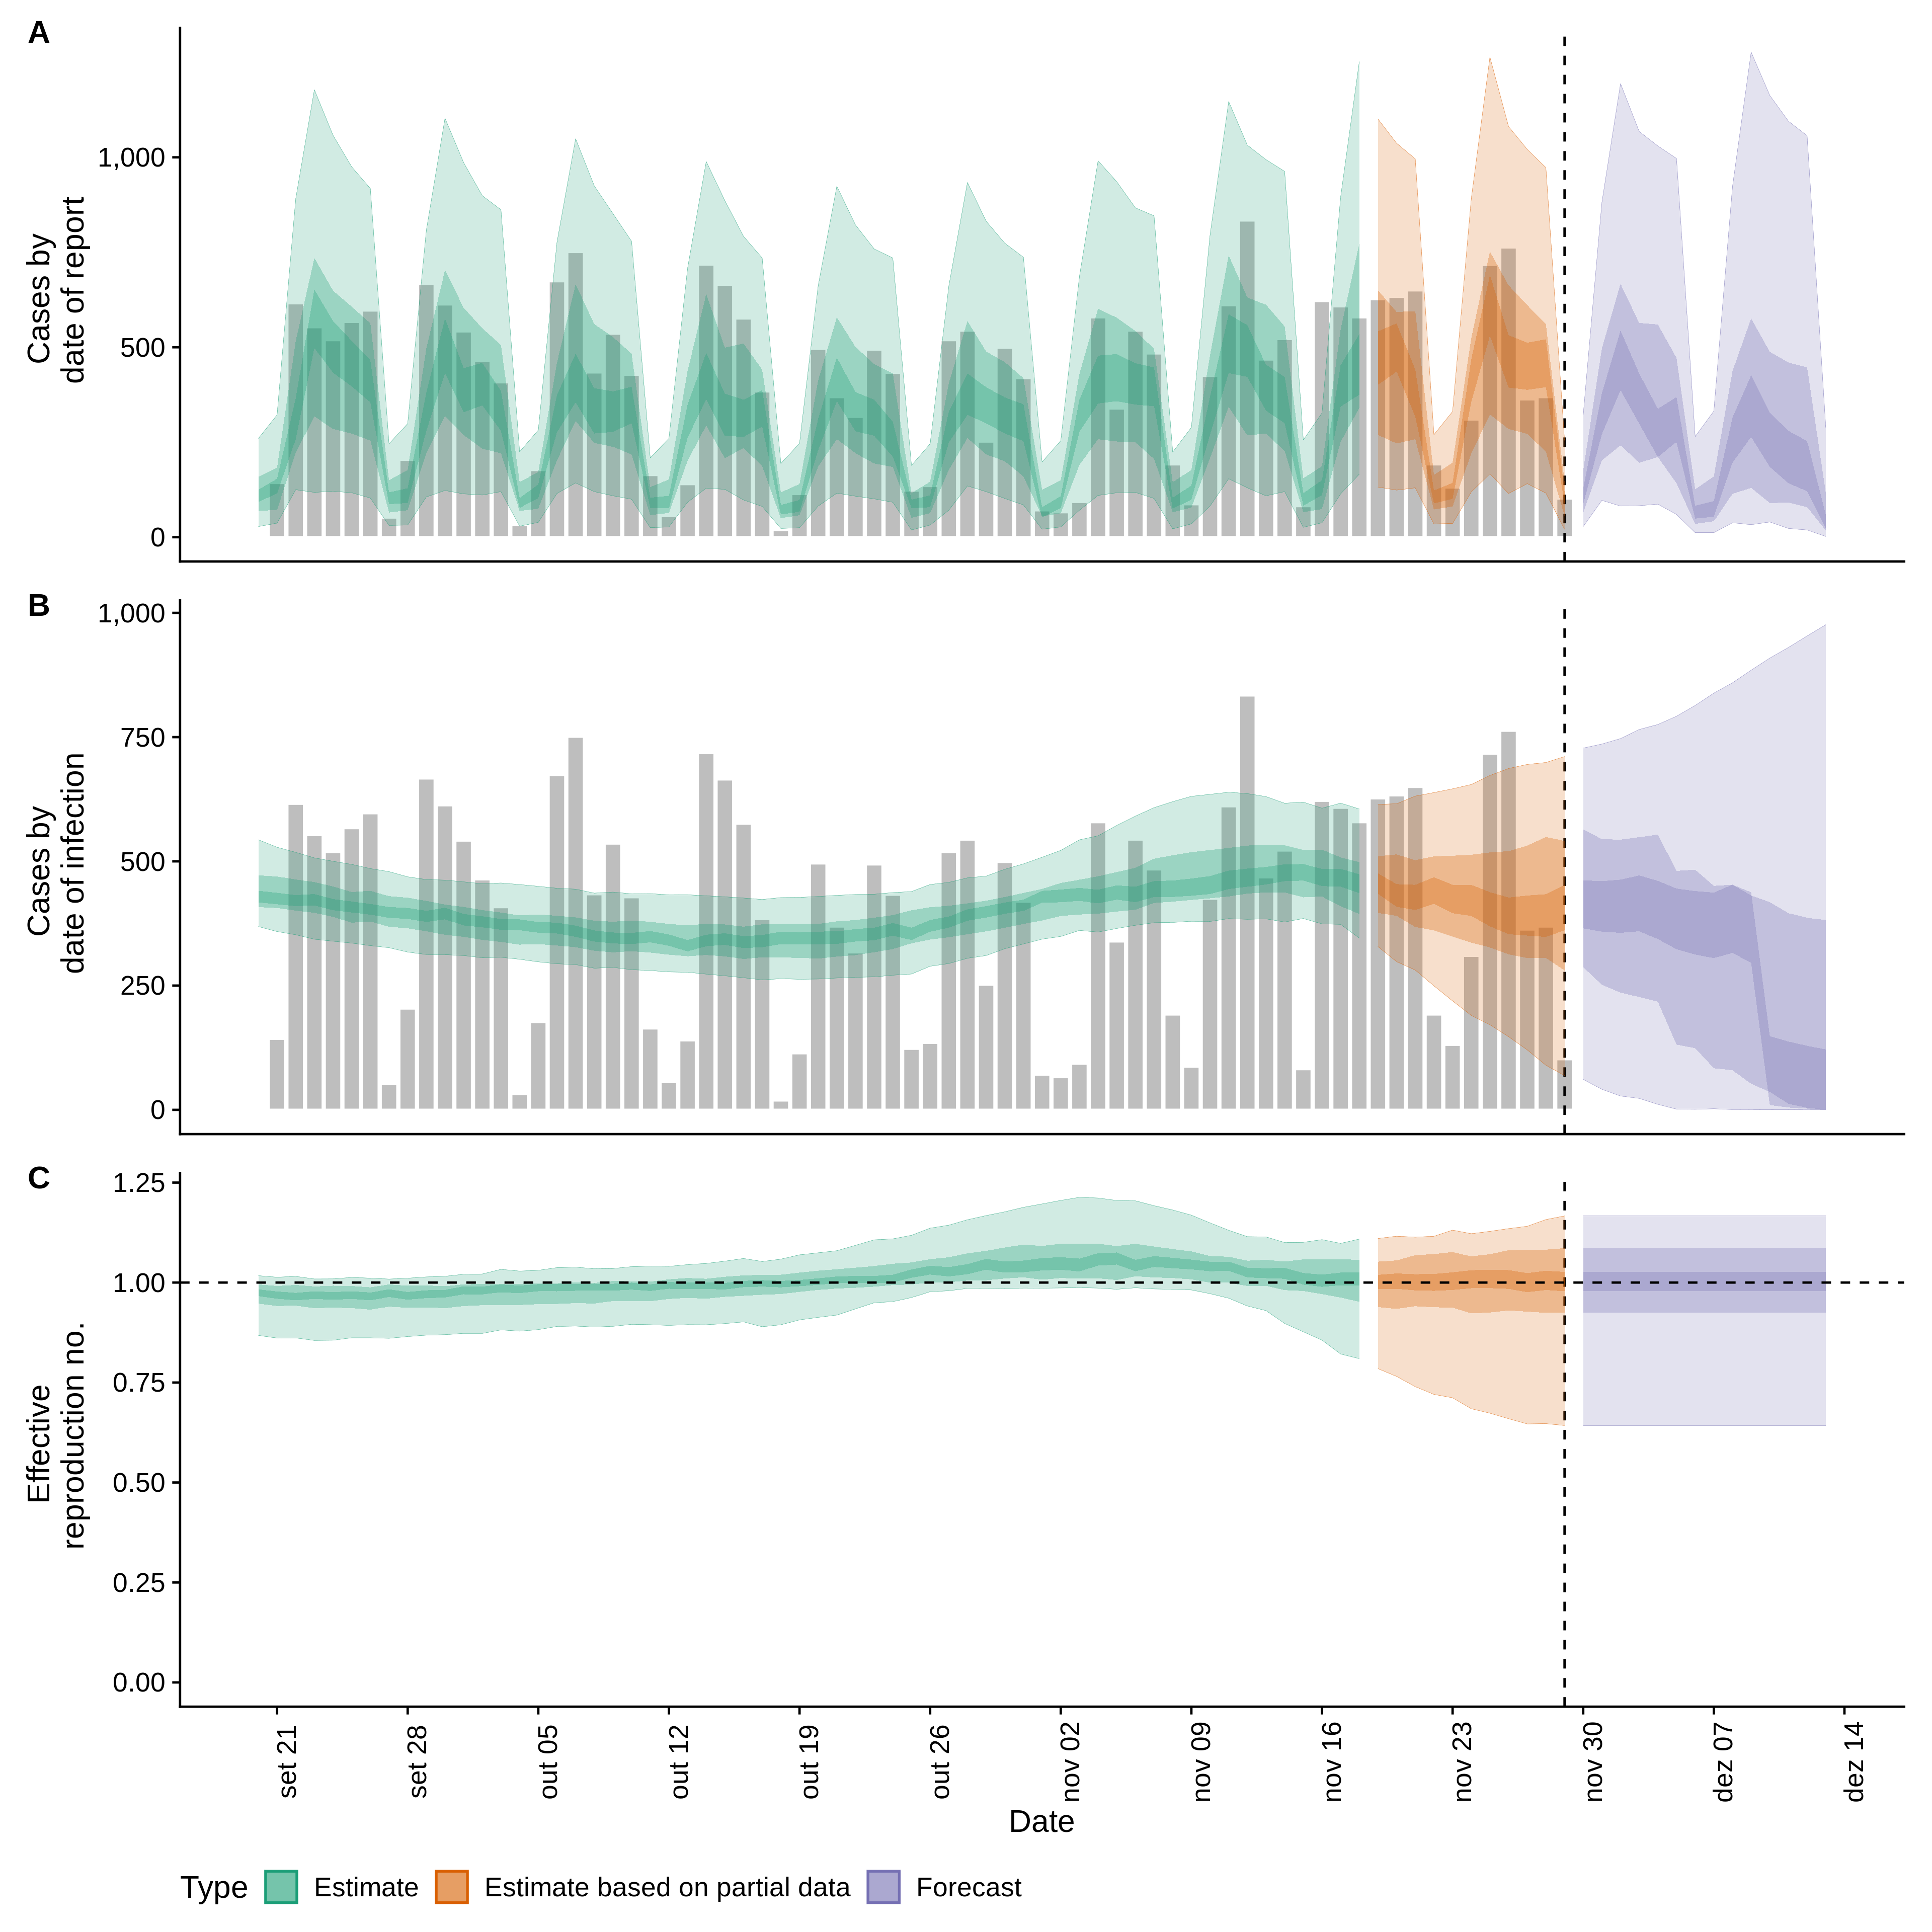 A
1,000
500
0
Cases by
date of report
B
1,000
750
500
250
0
Cases by
date of infection
C
1.25
1.00
0.75
0.50
0.25
0.00
Effective
reproduction no.
set 21
set 28
out 05
out 12
out 19
out 26
nov 02
nov 09
nov 16
nov 23
nov 30
dez 07
dez 14
Date
Type Estimate Estimate based on partial data Forecast